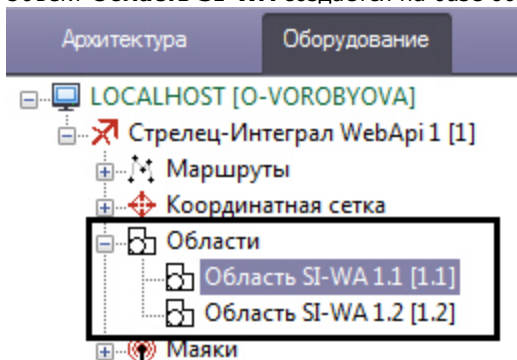 Архитектура Оборудование
LOCALHOST [O-VOROBYOVA]
Стрелец-Интеграл WebApi 1 [1]
Маршруты
Координатная сетка
Области
Область SI-WA 1.1 [1.1]
Область SI-WA 1.2 [1.2]
Маяки